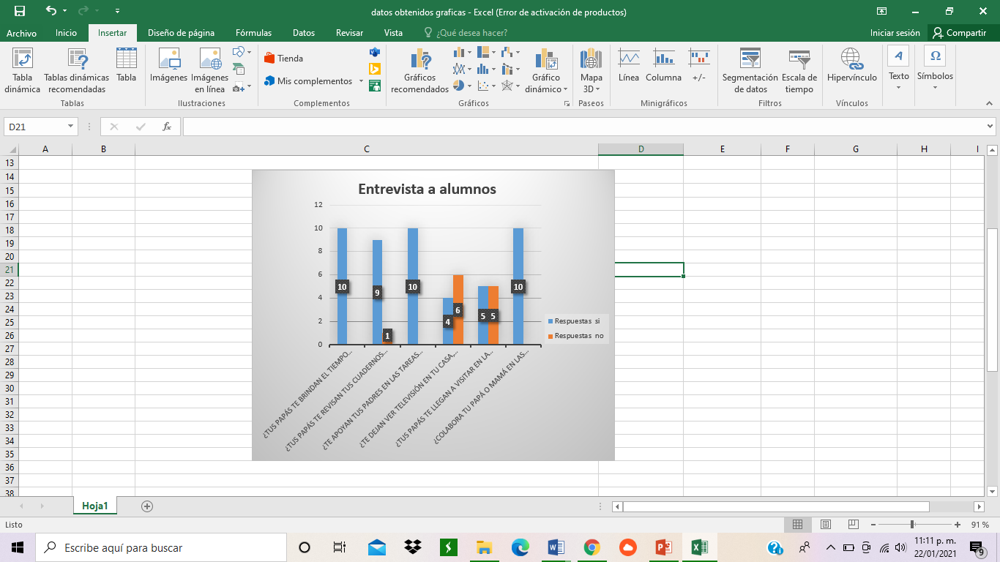 datos obtenidos graficas - Excel (Error de activación de productos)
Archivo Inicio Insertar Diseño de página Fórmulas Datos Revisar Vista ¿Qué desea hacer? Iniciar sesión Compartir
Tabla dinámica
Tablas dinámicas recomendadas
Tabla
Tablas
Imágenes
Imágenes en línea
Ilustraciones
Tienda
Mis complementos
Complementos
Gráficos recomendados
Gráfico dinámico
Gráficos
Mapa 3D
Paseos
Línea
Columna
+/-
Minigráficos
Segmentación de datos
Escala de tiempo
Filtros
Hipervínculo
Vínculos
Texto
Símbolos
D21
fx
A B C D E F G H I
13
14
15
16
17
18
19
20
21
22
23
24
25
26
27
28
29
30
31
32
33
34
35
36
37
38
Entrevista a alumnos
12
10
8
6
4
2
0
10 9 1 10 4 6 5 5 10
Respuestas si
Respuestas no
¿TUS PAPÁS TE BRINDAN EL TIEMPO...
¿TUS PAPÁS TE REVISAN TUS CUADERNOS...
¿TE APOYAN TUS PADRES EN LAS TAREAS...
¿TE DEJAN VER TELEVISIÓN EN TU CASA,...
¿TUS PAPÁS TE LLEGAN A VISITAR EN LA...
¿COLABORA TU PAPÁ O MAMÁ EN LAS...
Hoja1
Listo
91 %
Escribe aquí para buscar
11:11 p. m.
22/01/2021
9